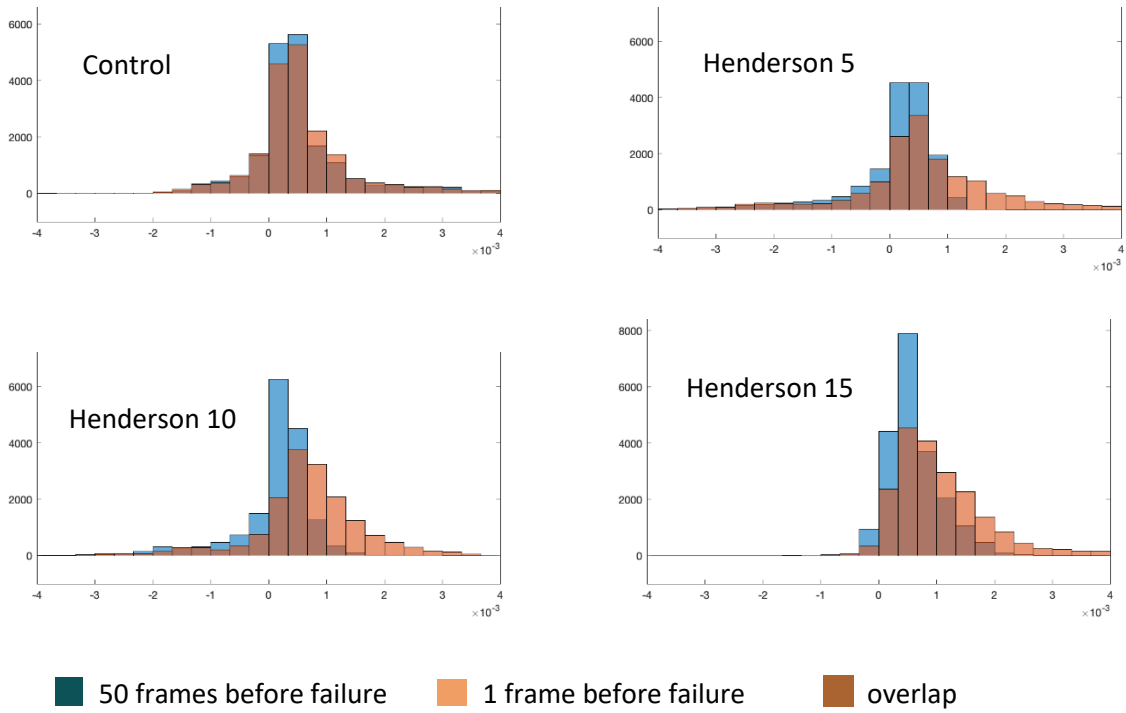 Control
6000
4000
2000
0
-4 -3 -2 -1 0 1 2 3 4
×10-3
Henderson 5
6000
4000
2000
0
-4 -3 -2 -1 0 1 2 3 4
×10-3
Henderson 10
6000
4000
2000
0
-4 -3 -2 -1 0 1 2 3 4
×10-3
Henderson 15
8000
6000
4000
2000
0
-4 -3 -2 -1 0 1 2 3 4
×10-3
50 frames before failure 1 frame before failure overlap